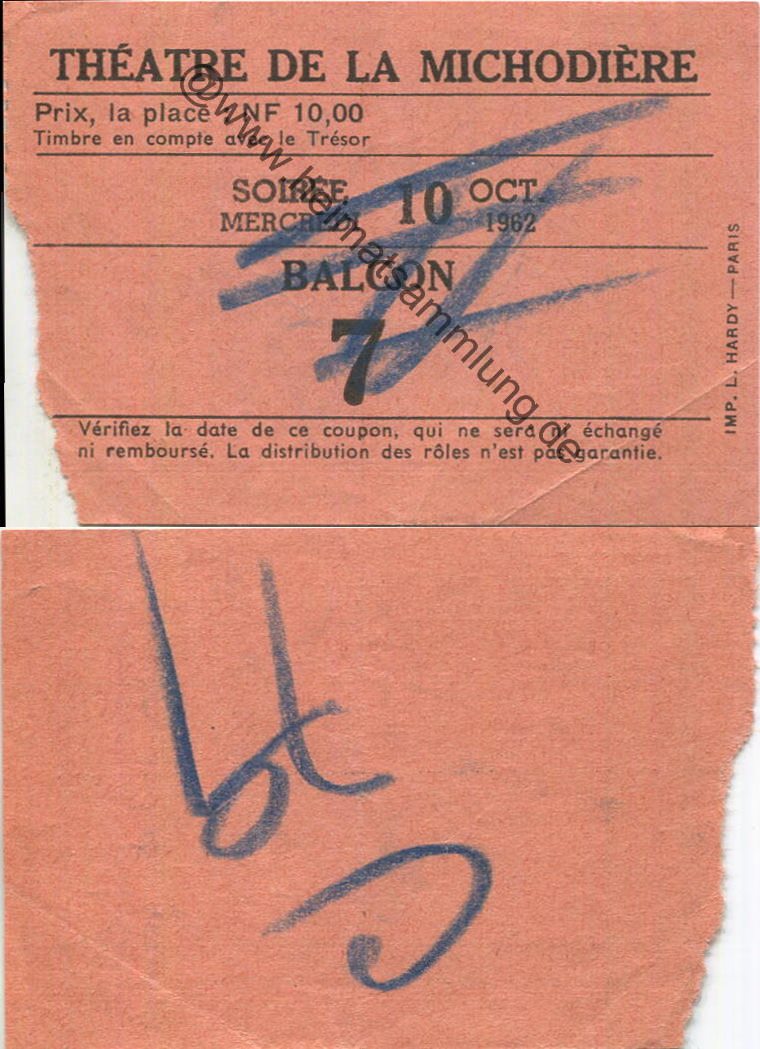 THÉATRE DE LA MICHODIÈRE
Prix, la place : NF 10,00
Timbre en compte avec le Trésor
SOIRÉE 10 OCT.
MERCREDI 1962
BALCON
7
Vérifiez la date de ce coupon, qui ne sera ni échangé
ni remboursé. La distribution des rôles n'est pas garantie.
IMP. L. HARDY — PARIS
@www.heimatsammlung.de